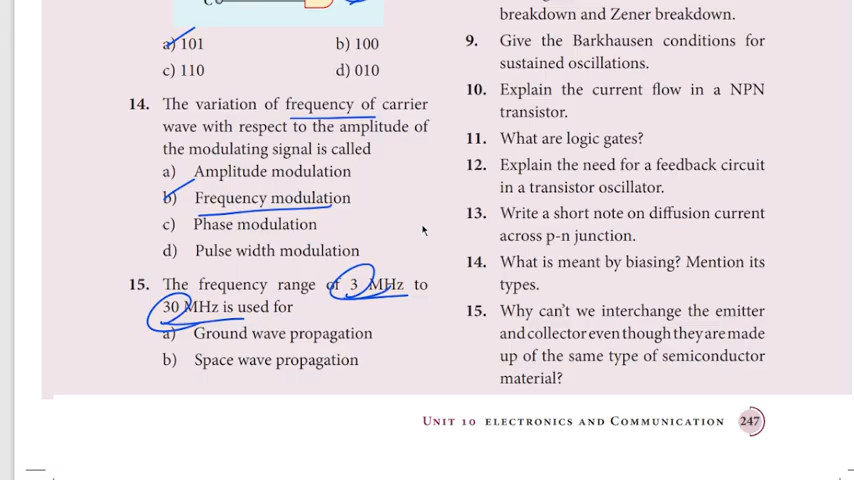 a) 101
b) 100
c) 110
d) 010
14. The variation of frequency of carrier
wave with respect to the amplitude of
the modulating signal is called
a) Amplitude modulation
b) Frequency modulation
c) Phase modulation
d) Pulse width modulation
15. The frequency range of 3 MHz to
30 MHz is used for
a) Ground wave propagation
b) Space wave propagation
breakdown and Zener breakdown.
9. Give the Barkhausen conditions for
sustained oscillations.
10. Explain the current flow in a NPN
transistor.
11. What are logic gates?
12. Explain the need for a feedback circuit
in a transistor oscillator.
13. Write a short note on diffusion current
across p-n junction.
14. What is meant by biasing? Mention its
types.
15. Why can't we interchange the emitter
and collector even though they are made
up of the same type of semiconductor
material?
UNIT 10 ELECTRONICS AND COMMUNICATION 247